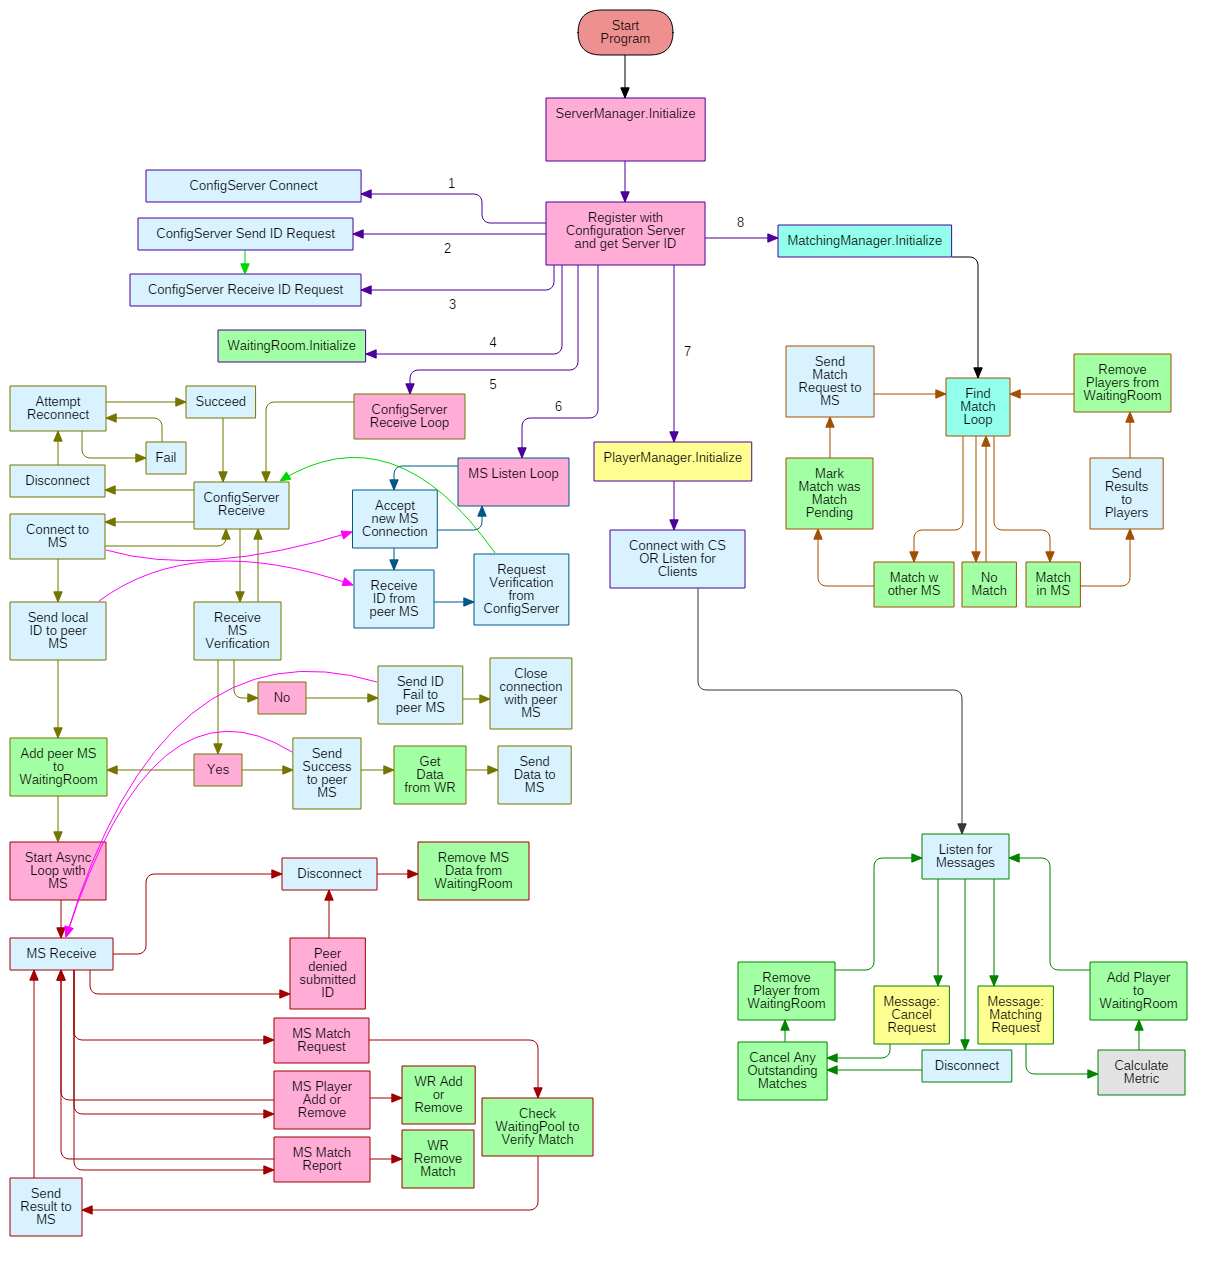 Start
Program
ServerManager.Initialize
ConfigServer Connect
1
Register with
Configuration Server
and get Server ID
8
MatchingManager.Initialize
ConfigServer Send ID Request
2
ConfigServer Receive ID Request
3
WaitingRoom.Initialize
4
7
5
6
Attempt
Reconnect
Succeed
Fail
Disconnect
ConfigServer
Receive Loop
PlayerManager.Initialize
Send
Match
Request to
MS
Find
Match
Loop
Remove
Players from
WaitingRoom
MS Listen Loop
Mark
Match was
Match
Pending
Send
Results
to
Players
ConfigServer
Receive
Connect to
MS
Accept
new MS
Connection
Connect with CS
OR Listen for
Clients
Request
Verification
from
ConfigServer
Receive
ID from
peer MS
Match w
other MS
No
Match
Match
in MS
Send local
ID to peer
MS
Receive
MS
Verification
No
Send ID
Fail to
peer MS
Close
connection
with peer
MS
Add peer MS
to
WaitingRoom
Yes
Send
Success
to peer
MS
Get
Data
from WR
Send
Data to
MS
Start Async
Loop with
MS
Disconnect
Remove MS
Data from
WaitingRoom
Listen for
Messages
MS Receive
Peer
denied
submitted
ID
Remove
Player from
WaitingRoom
Message:
Cancel
Request
Message:
Matching
Request
Add Player
to
WaitingRoom
MS Match
Request
Cancel Any
Outstanding
Matches
Disconnect
Calculate
Metric
MS Player
Add or
Remove
WR Add
or
Remove
Check
WaitingPool to
Verify Match
MS Match
Report
WR
Remove
Match
Send
Result to
MS